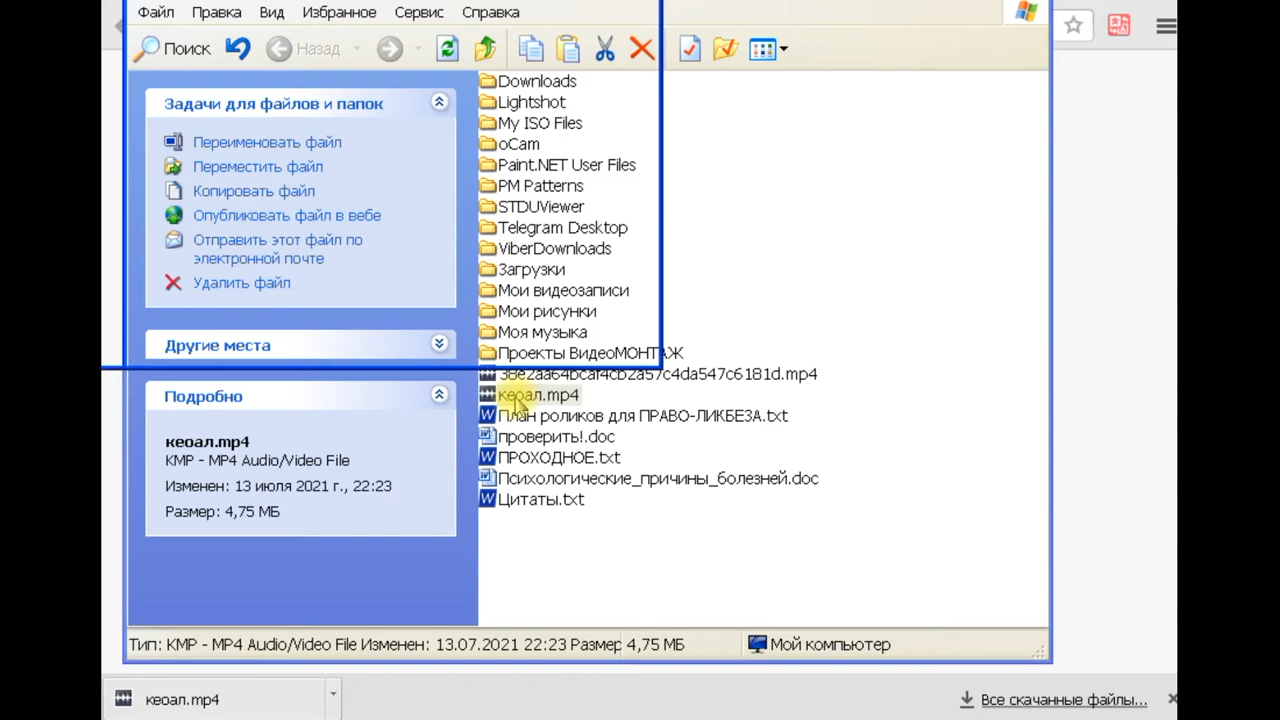 Файл Правка Вид Избранное Сервис Справка
Поиск Назад
Задачи для файлов и папок
Переименовать файл
Переместить файл
Копировать файл
Опубликовать файл в вебе
Отправить этот файл по
электронной почте
Удалить файл
Другие места
Подробно
кеоал.mp4
KMP - MP4 Audio/Video File
Изменен: 13 июля 2021 г., 22:23
Размер: 4,75 МБ
Downloads
Lightshot
My ISO Files
oCam
Paint.NET User Files
PM Patterns
STDUViewer
Telegram Desktop
ViberDownloads
Загрузки
Мои видеозаписи
Мои рисунки
Моя музыка
Проекты ВидеоМОНТАЖ
38e2aa64bcaf4cb2a57c4da547c6181d.mp4
кеоал.mp4
План роликов для ПРАВО-ЛИКБЕЗА.txt
проверить!.doc
ПРОХОДНОЕ.txt
Психологические_причины_болезней.doc
Цитаты.txt
Тип: KMP - MP4 Audio/Video File Изменен: 13.07.2021 22:23 Размер 4,75 МБ Мой компьютер
кеоал.mp4 Все скачанные файлы...